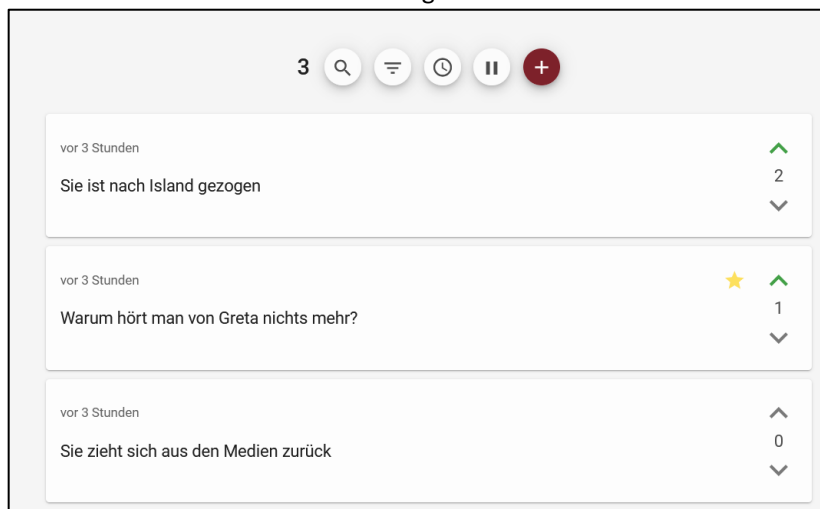 3
vor 3 Stunden
Sie ist nach Island gezogen
2
vor 3 Stunden
Warum hört man von Greta nichts mehr?
1
vor 3 Stunden
Sie zieht sich aus den Medien zurück
0